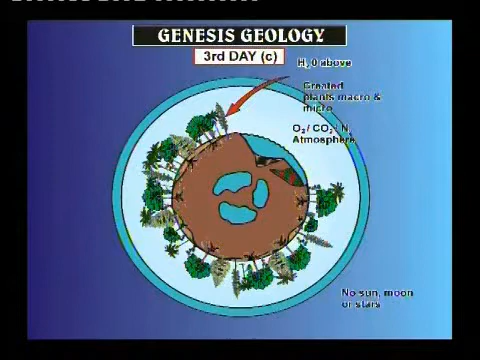 GENESIS GEOLOGY
3rd DAY (c)
H₂0 above
Created
plants macro &
micro
O₂/ CO₂/ N₂
Atmosphere
No sun, moon
or stars